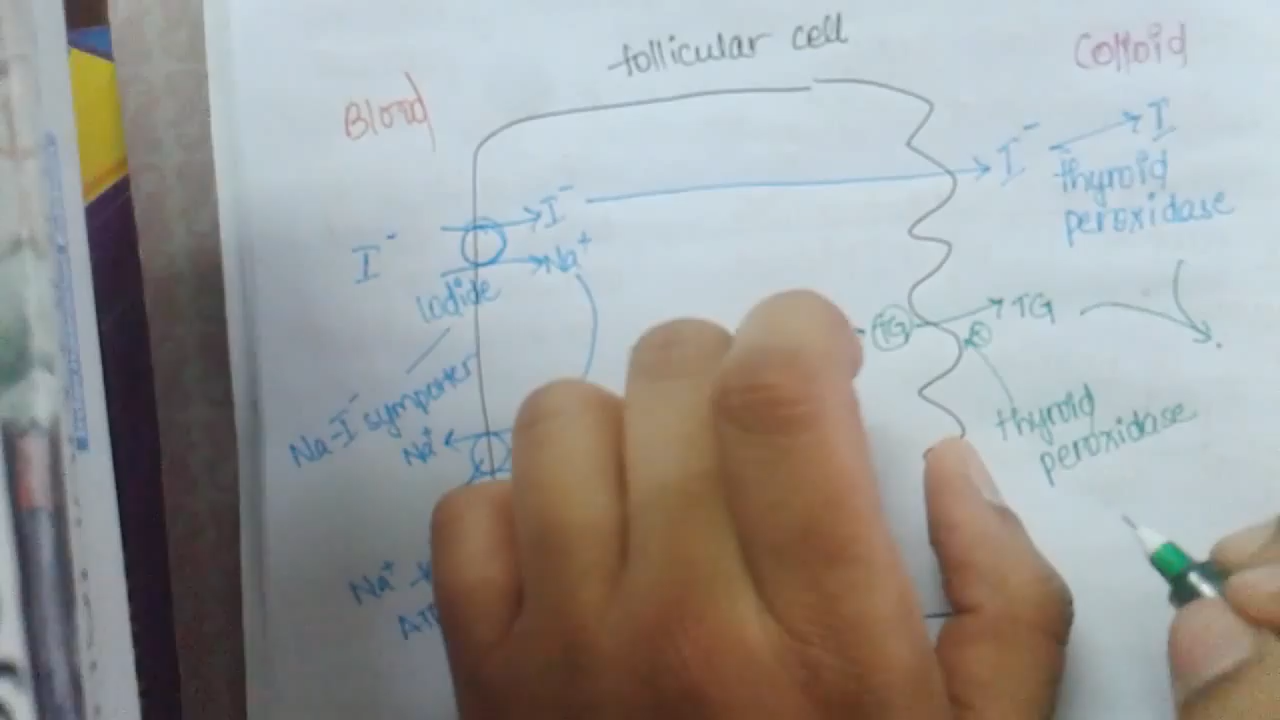 follicular cell
Colloid
Blood
I⁻ → I
thyroid
peroxidase
I⁻
I⁻
Na⁺
Iodide
TG
TG
Na-I⁻ symporter
Na⁺
thyroid
peroxidase
Na⁺